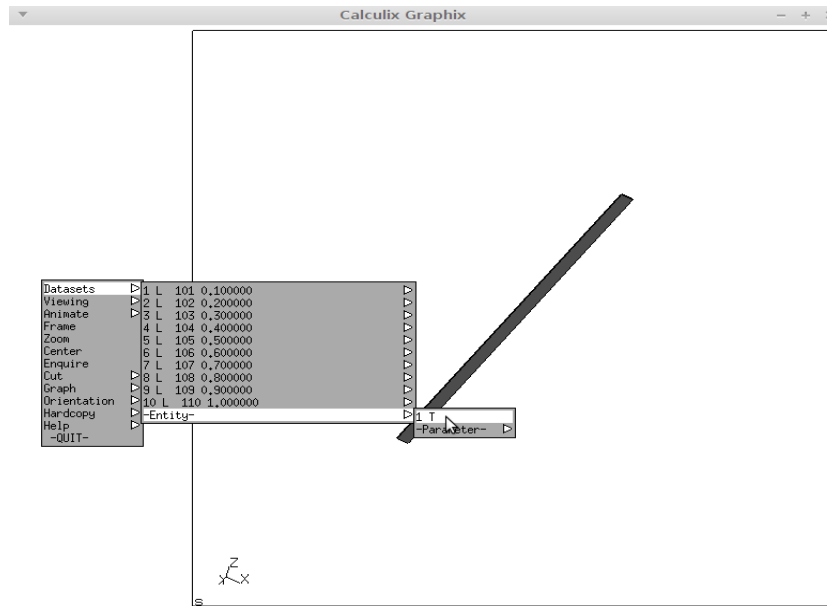 Calculix Graphix
Datasets
Viewing
Animate
Frame
Zoom
Center
Enquire
Cut
Graph
Orientation
Hardcopy
Help
-QUIT-
1 L 101 0.100000
2 L 102 0.200000
3 L 103 0.300000
4 L 104 0.400000
5 L 105 0.500000
6 L 106 0.600000
7 L 107 0.700000
8 L 108 0.800000
9 L 109 0.900000
10 L 110 1.000000
-Entity-
1 T
-Parameter-
Z
Y X
s